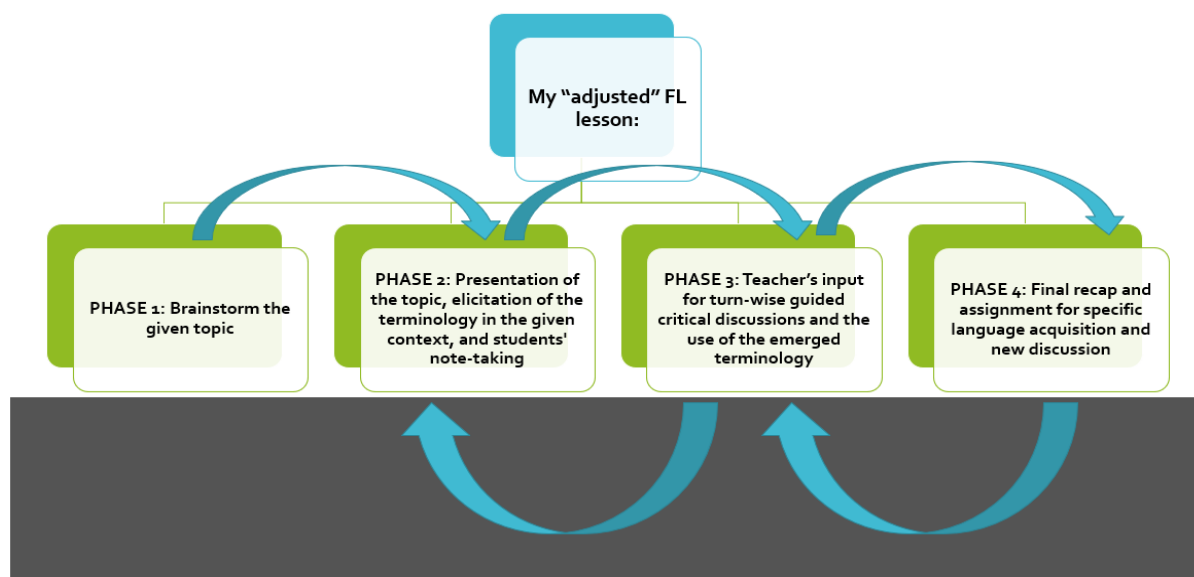 My “adjusted” FL
lesson:
PHASE 1: Brainstorm the
given topic
PHASE 2: Presentation of
the topic, elicitation of the
terminology in the given
context, and students'
note-taking
PHASE 3: Teacher’s input
for turn-wise guided
critical discussions and the
use of the emerged
terminology
PHASE 4: Final recap and
assignment for specific
language acquisition and
new discussion